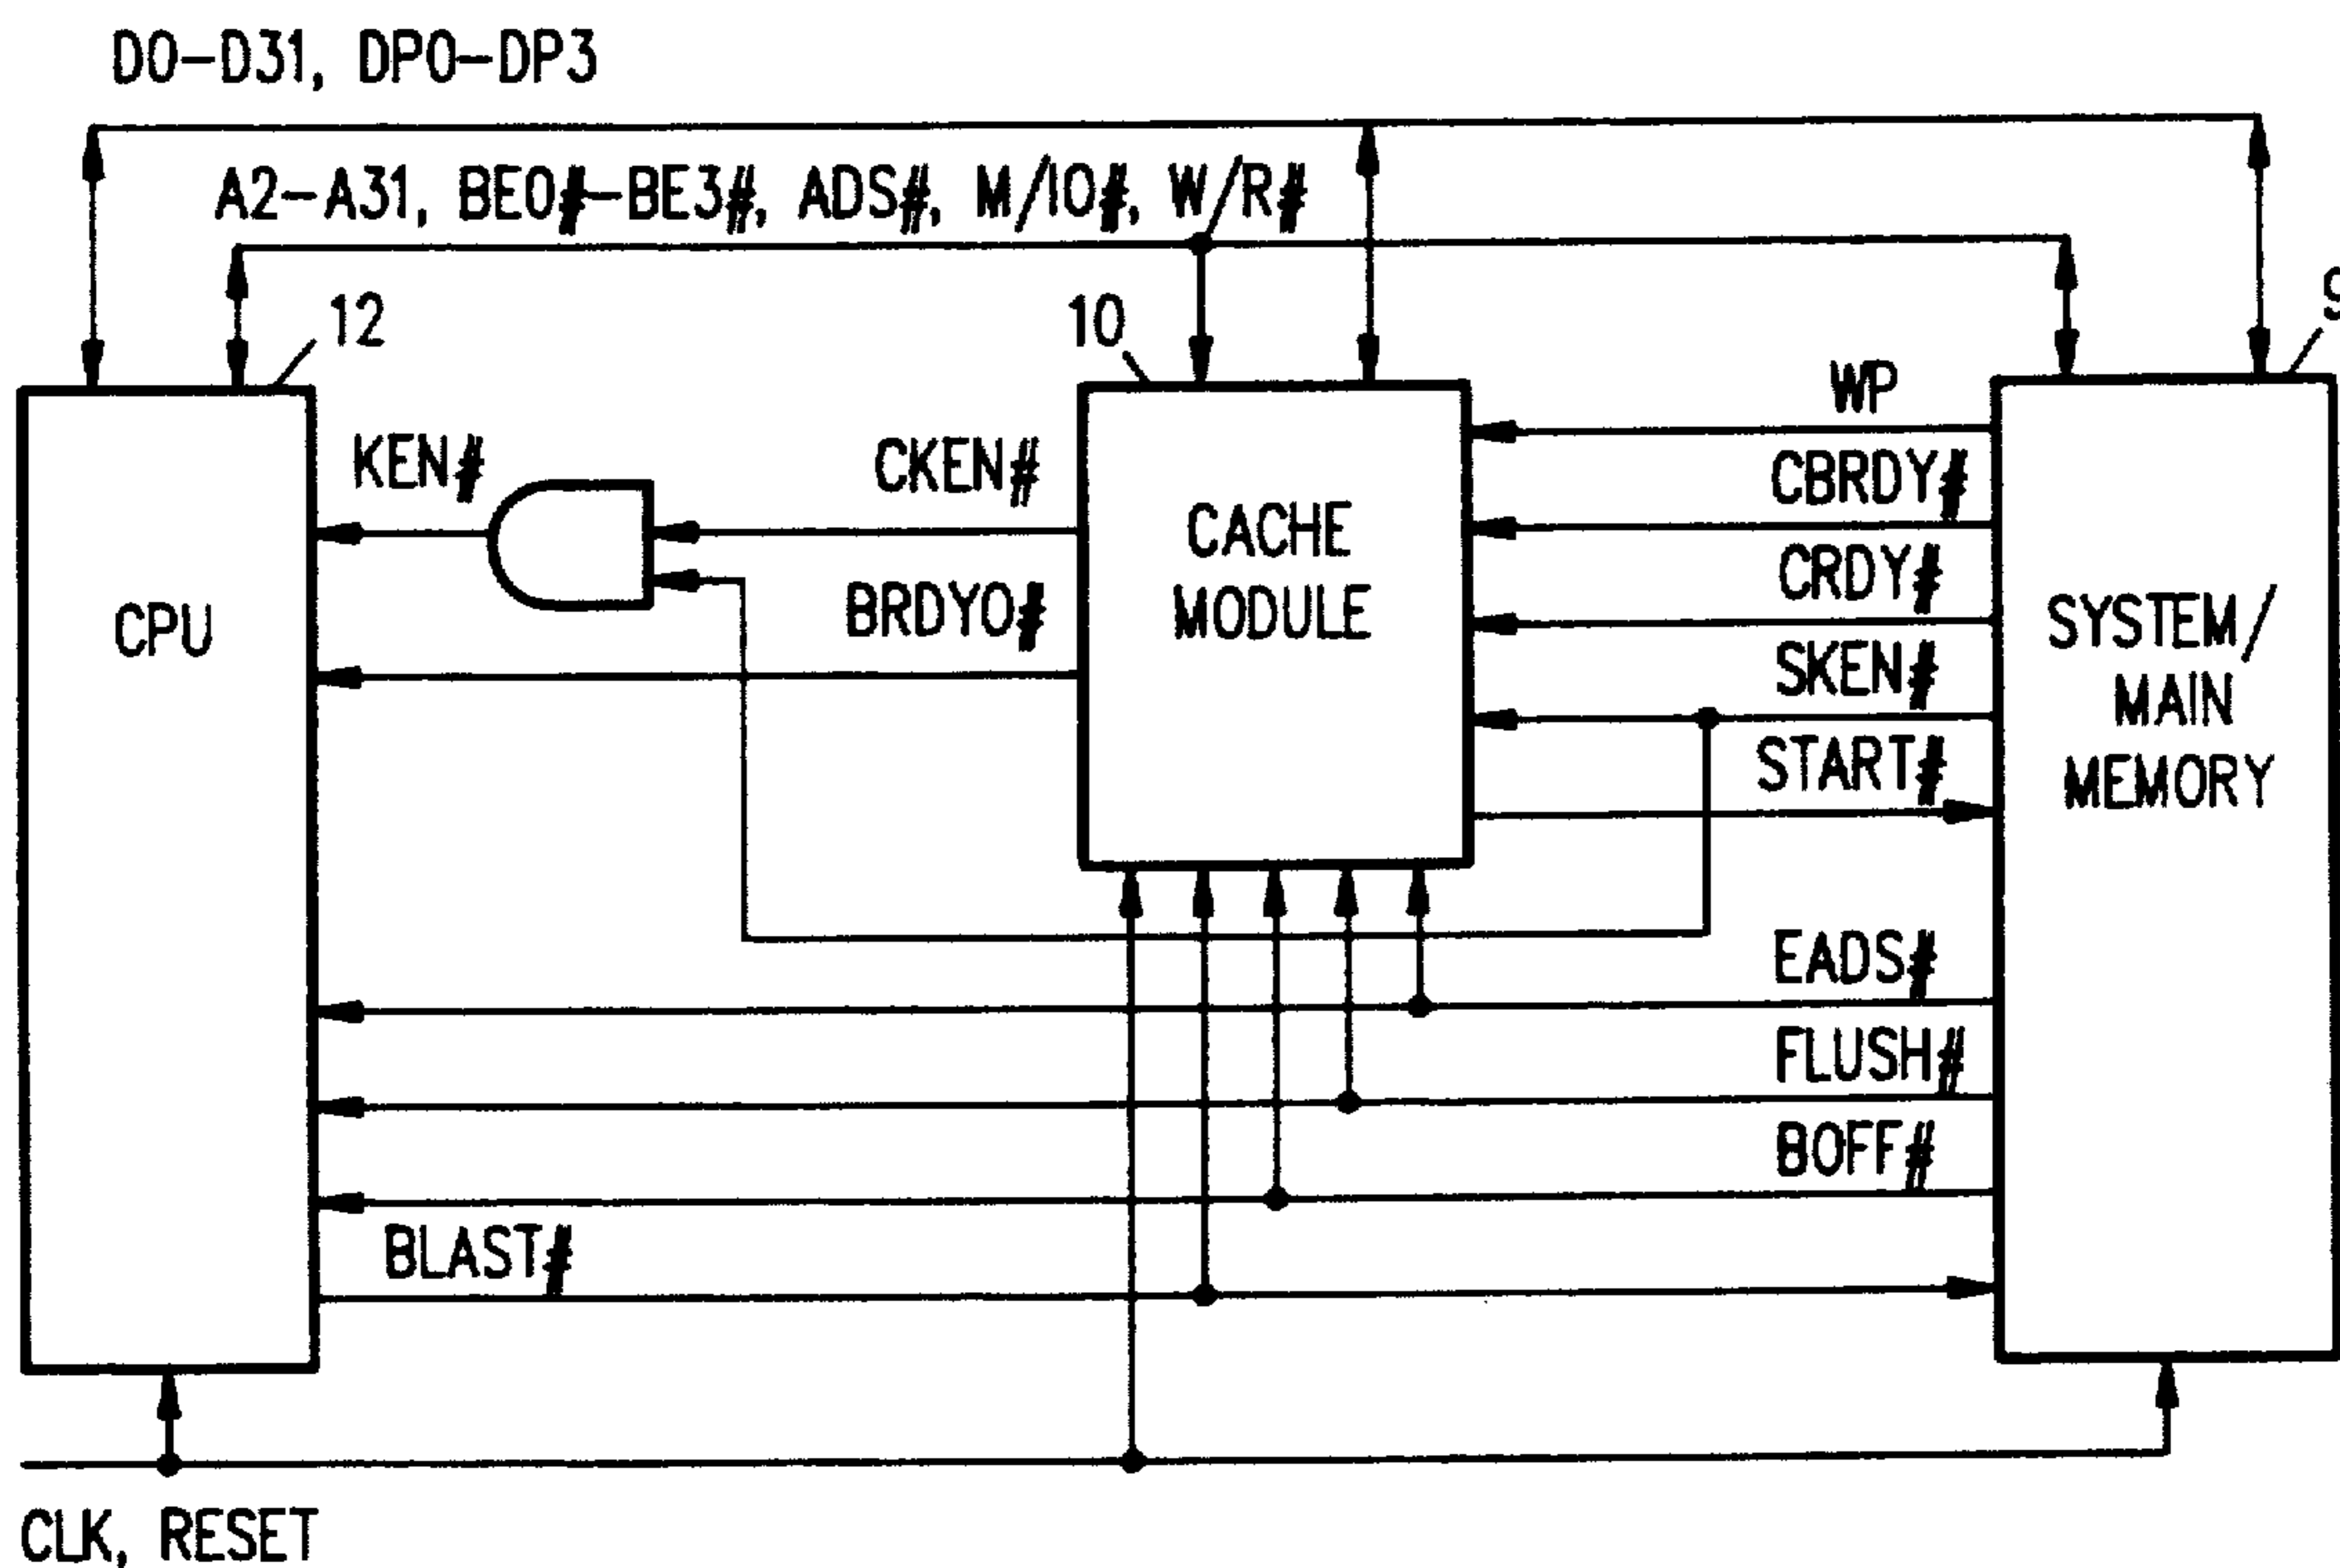 D0-D31, DP0-DP3
A2-A31, BE0#-BE3#, ADS#, M/IO#, W/R#
12
10
9
WP
KEN#
CKEN#
CBRDY#
CACHE
MODULE
CRDY#
BRDYO#
CPU
SYSTEM/
MAIN
MEMORY
SKEN#
START#
EADS#
FLUSH#
BOFF#
BLAST#
CLK, RESET